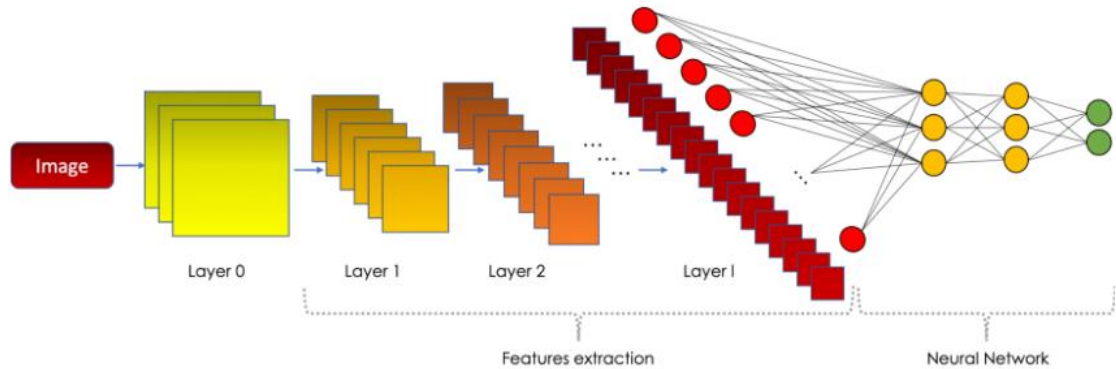 Image
Layer 0
Layer 1
Layer 2
Layer l
Features extraction
Neural Network